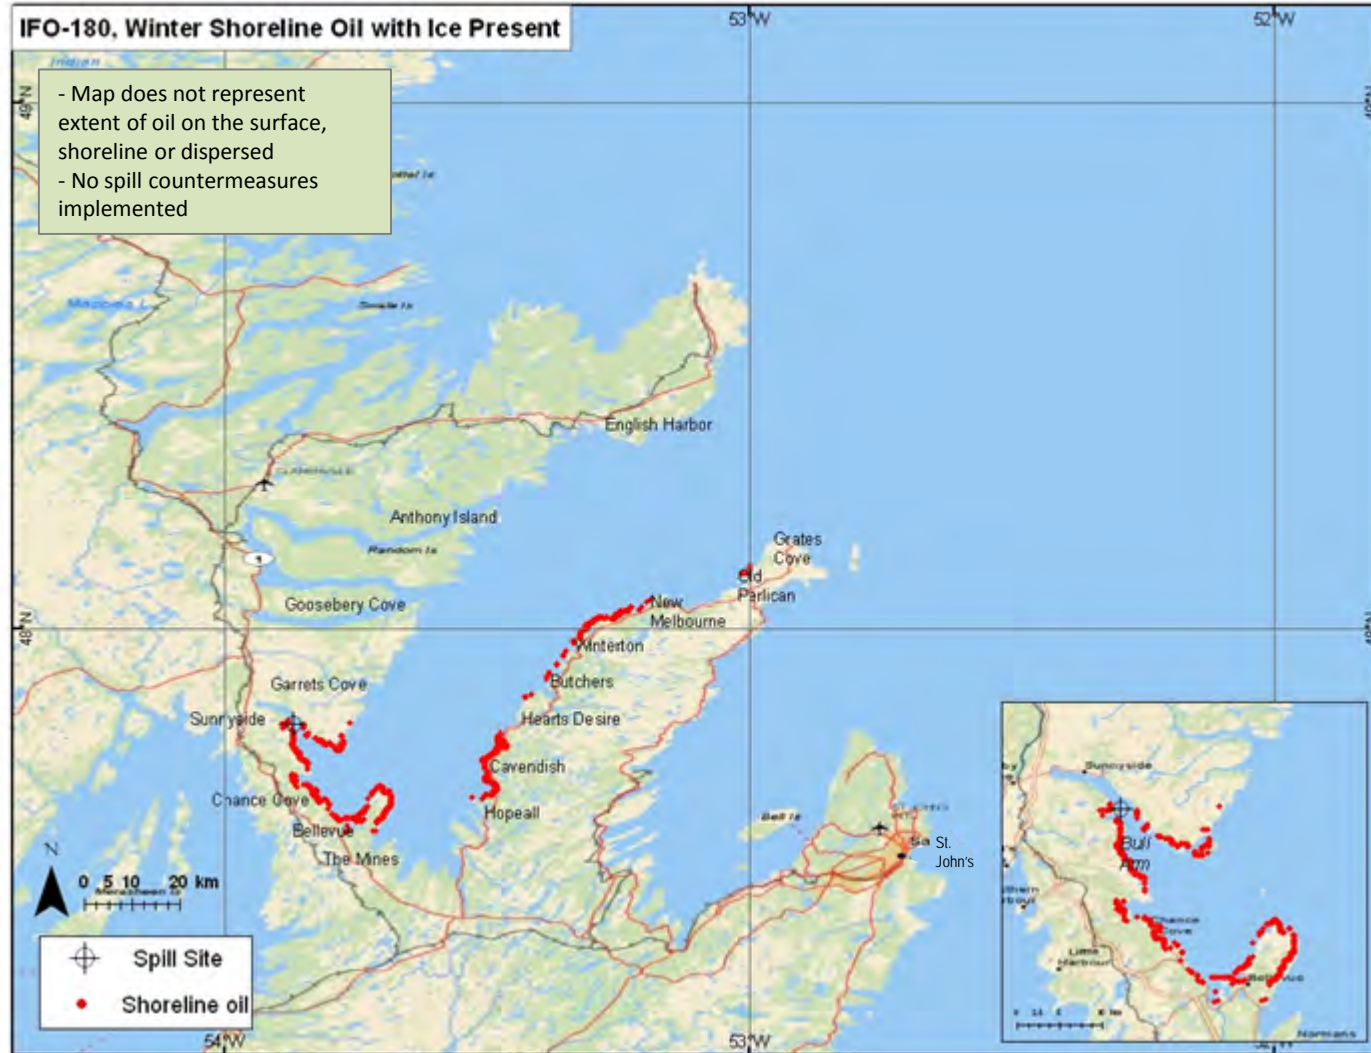 IFO-180, Winter Shoreline Oil with Ice Present
53°W
52°W
Indian
- Map does not represent
extent of oil on the surface,
shoreline or dispersed
- No spill countermeasures
implemented
49°N
English Harbor
Anthony Island
Random Is
1
Grates
Cove
Old
Perlican
Goosebery Cove
New
Melbourne
48°N
Winterton
Garrets Cove
Butchers
Sunnyside
Hearts Desire
Cavendish
Chance Cove
Hopeall
Bellevue
The Mines
Bell Is
St.
John's
N
0 5 10 20 km
Spill Site
Shoreline oil
54°W
53°W
Sunnyside
Bull
Arm
Chance
Cove
Bellevue
Normans